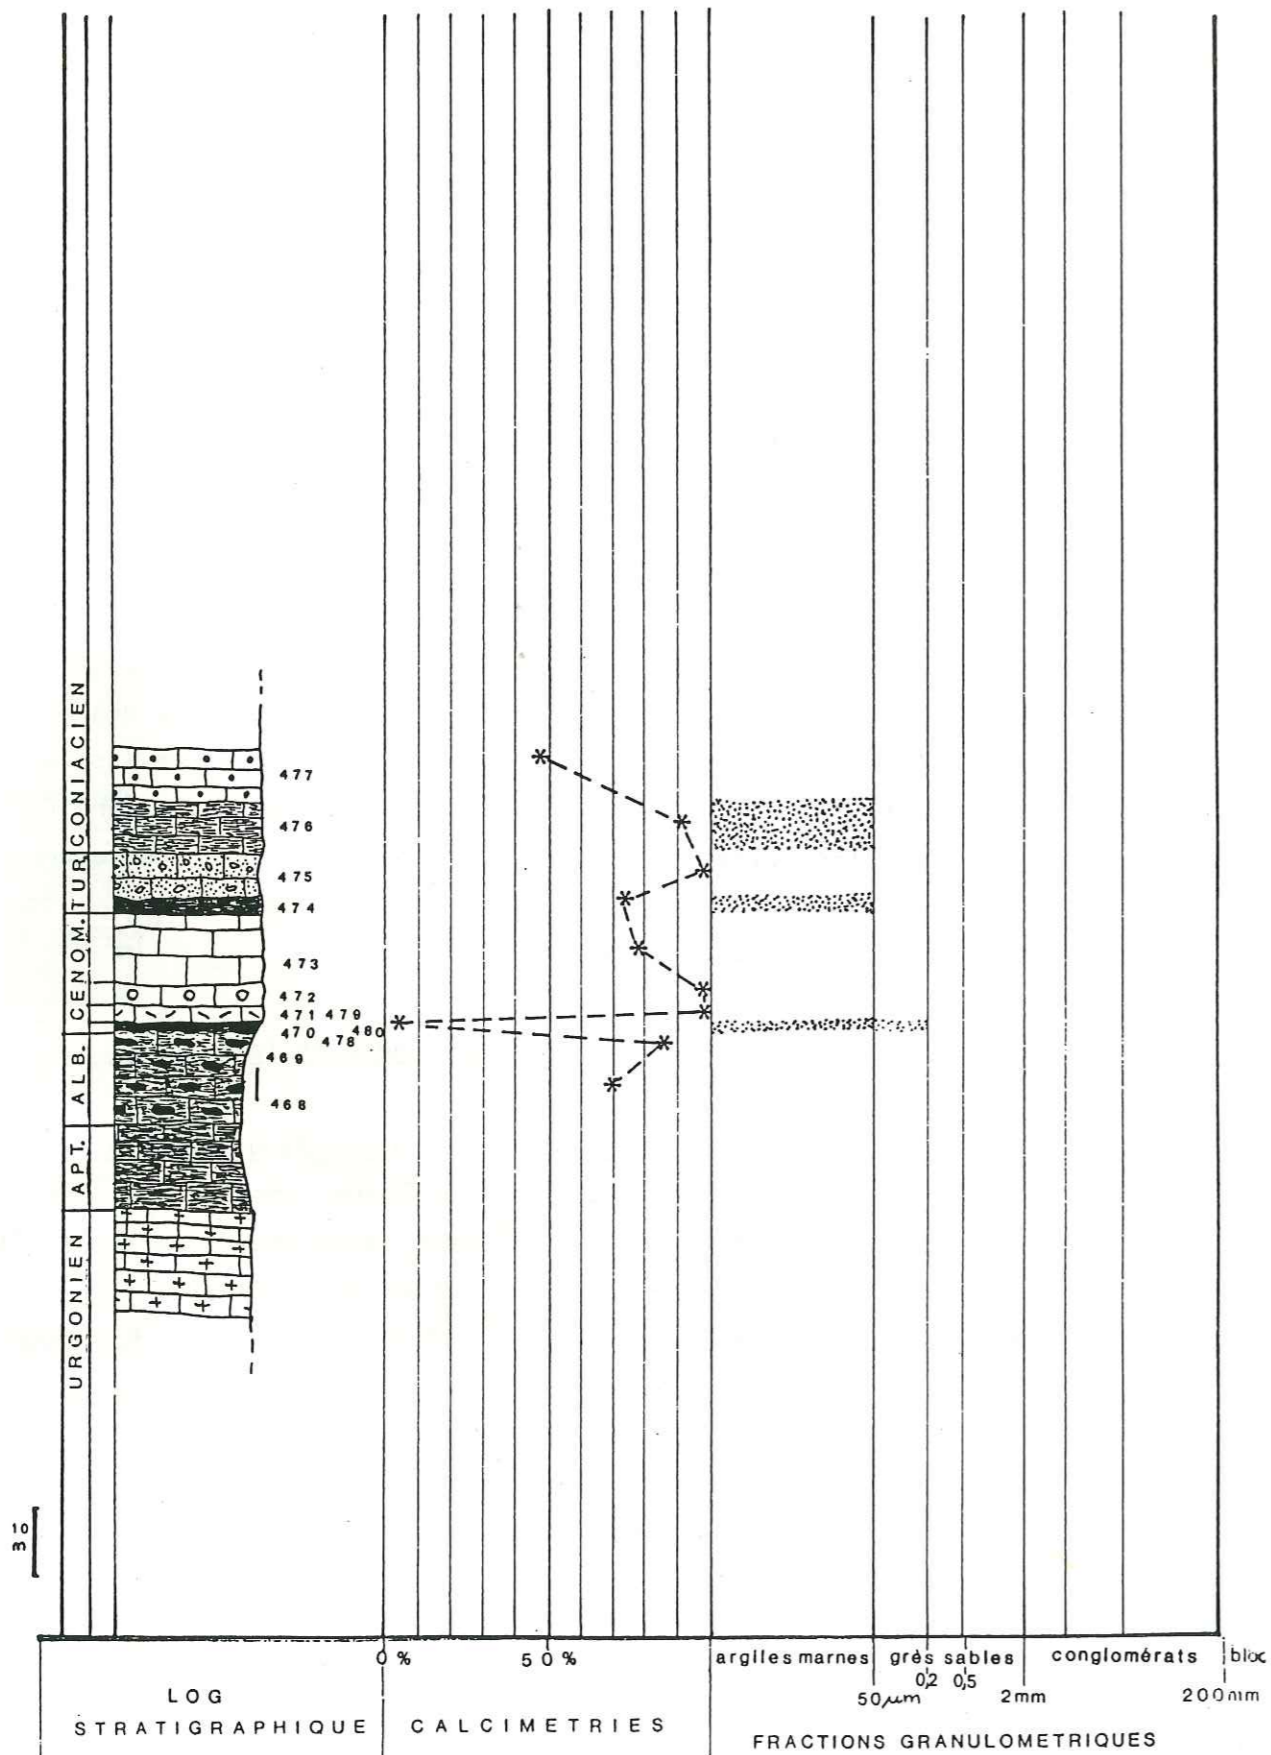 CONIACIEN
TUR.
CENOM.
ALB.
APT.
URGONIEN
477
476
475
474
473
472
471 479
470 478 480
469
468
10
m
0 %
50 %
argiles marnes
grès sables
conglomérats
bloc
0,2 0,5
50 µm
2mm
200mm
LOG
STRATIGRAPHIQUE
CALCIMETRIES
FRACTIONS GRANULOMETRIQUES